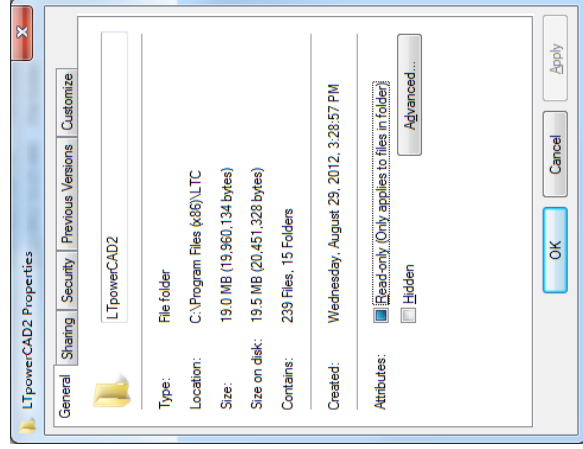 LTpowerCAD2 Properties
General Sharing Security Previous Versions Customize
LTpowerCAD2
Type: File folder
Location: C:\Program Files (x86)\LTC
Size: 19.0 MB (19,960,134 bytes)
Size on disk: 19.5 MB (20,451,328 bytes)
Contains: 239 Files, 15 Folders
Created: Wednesday, August 29, 2012, 3:28:57 PM
Attributes: Read-only (Only applies to files in folder)
Hidden Advanced...
OK Cancel Apply